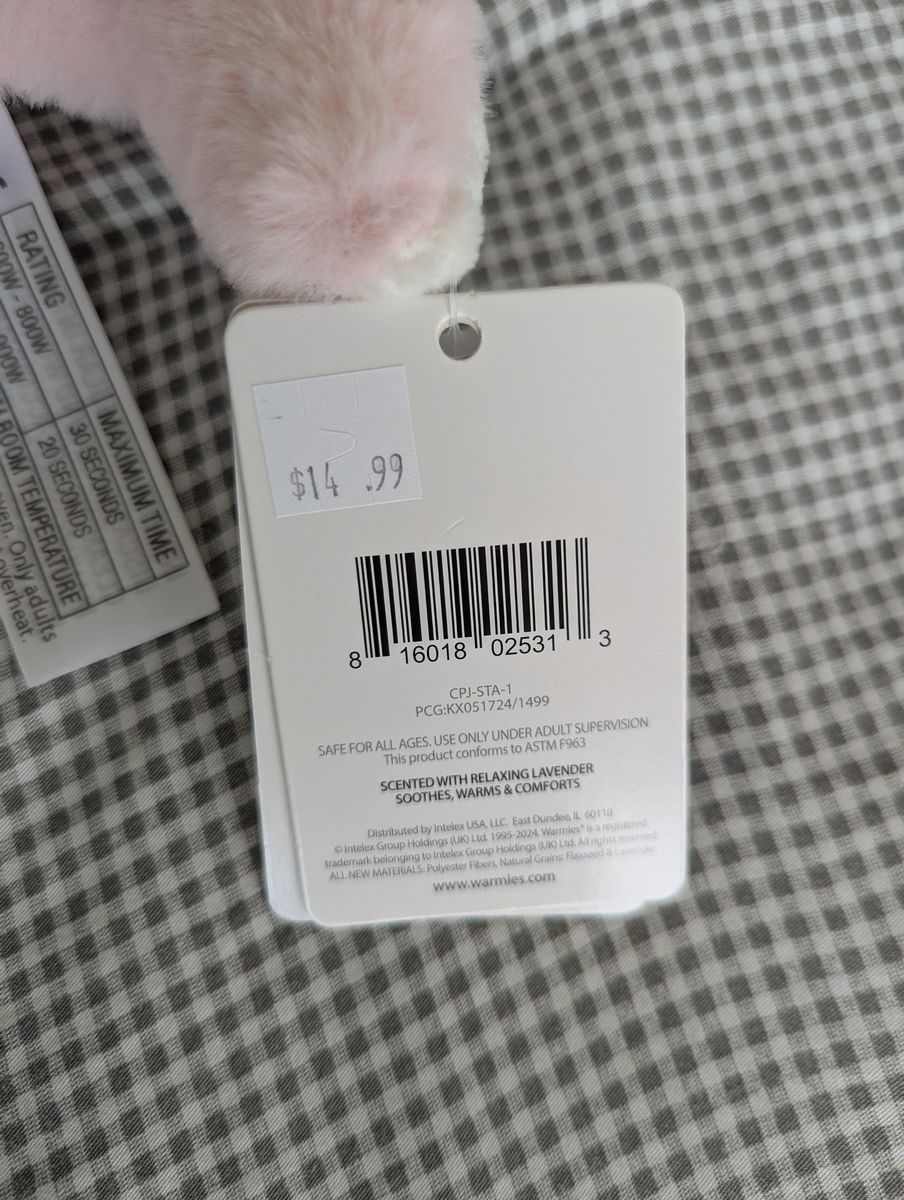 RATING
MAXIMUM TIME
800W
30 SECONDS
20 SECONDS
ROOM TEMPERATURE
Only adults
overheat.
$14.99
8 16018 02531 3
CPJ-STA-1
PCG:KX051724/1499
SAFE FOR ALL AGES. USE ONLY UNDER ADULT SUPERVISION
This product conforms to ASTM F963
SCENTED WITH RELAXING LAVENDER
SOOTHES, WARMS & COMFORTS
Distributed by Intelex USA, LLC. East Dundee, IL 60118
© Intelex Group Holdings (UK) Ltd. 1995-2024. Warmies® is a registered
trademark belonging to Intelex Group Holdings (UK) Ltd. All rights reserved.
ALL NEW MATERIALS: Polyester Fibers, Natural Grains: Flaxseed & Lavender
www.warmies.com